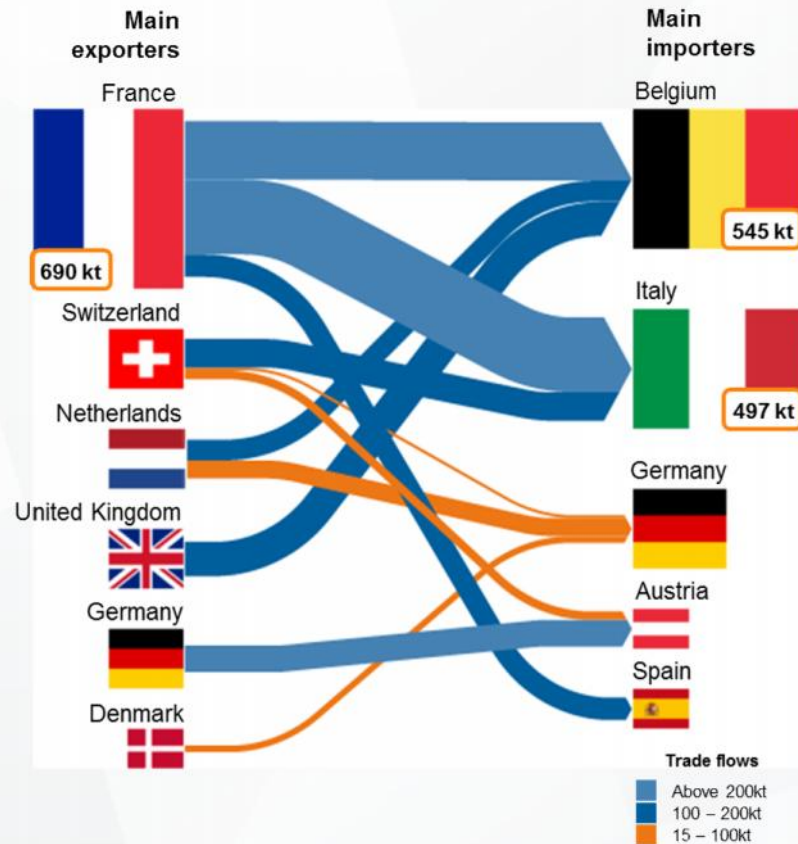 Main
exporters
Main
importers
France
Belgium
690 kt
545 kt
Switzerland
Italy
497 kt
Netherlands
Germany
United Kingdom
Austria
Germany
Spain
Denmark
Trade flows
Above 200kt
100 – 200kt
15 – 100kt